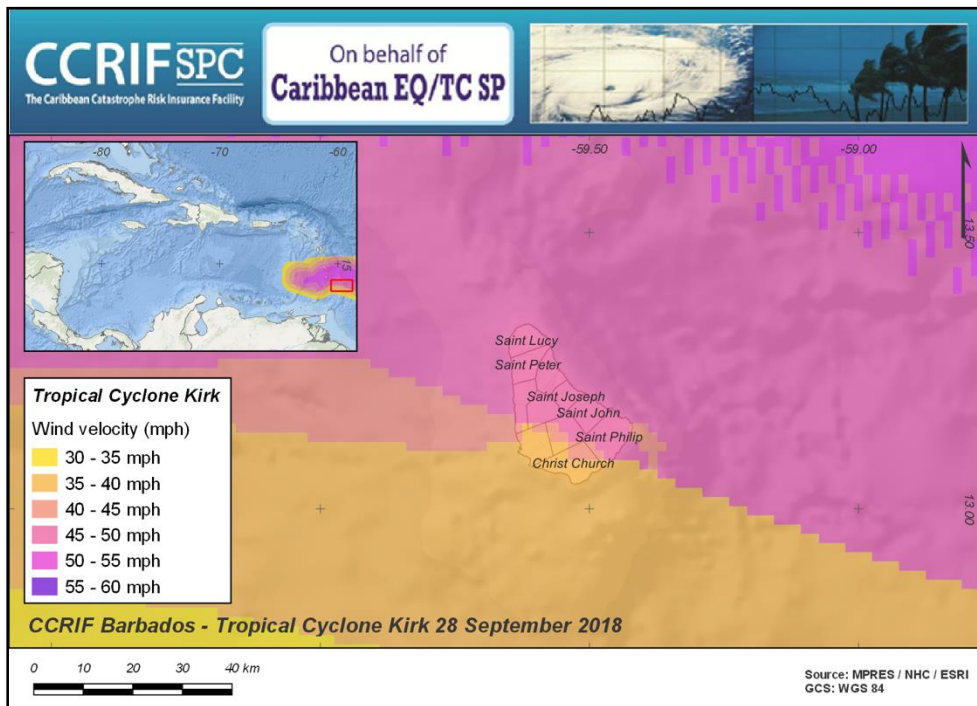 CCRIF SPC
The Caribbean Catastrophe Risk Insurance Facility
On behalf of
Caribbean EQ/TC SP
-80
-70
-60
15
-59.50
-59.00
13.50
13.00
Saint Lucy
Saint Peter
Saint Joseph
Saint John
Saint Philip
Christ Church
Tropical Cyclone Kirk
Wind velocity (mph)
30 - 35 mph
35 - 40 mph
40 - 45 mph
45 - 50 mph
50 - 55 mph
55 - 60 mph
CCRIF Barbados - Tropical Cyclone Kirk 28 September 2018
0 10 20 30 40 km
Source: MPRES / NHC / ESRI
GCS: WGS 84